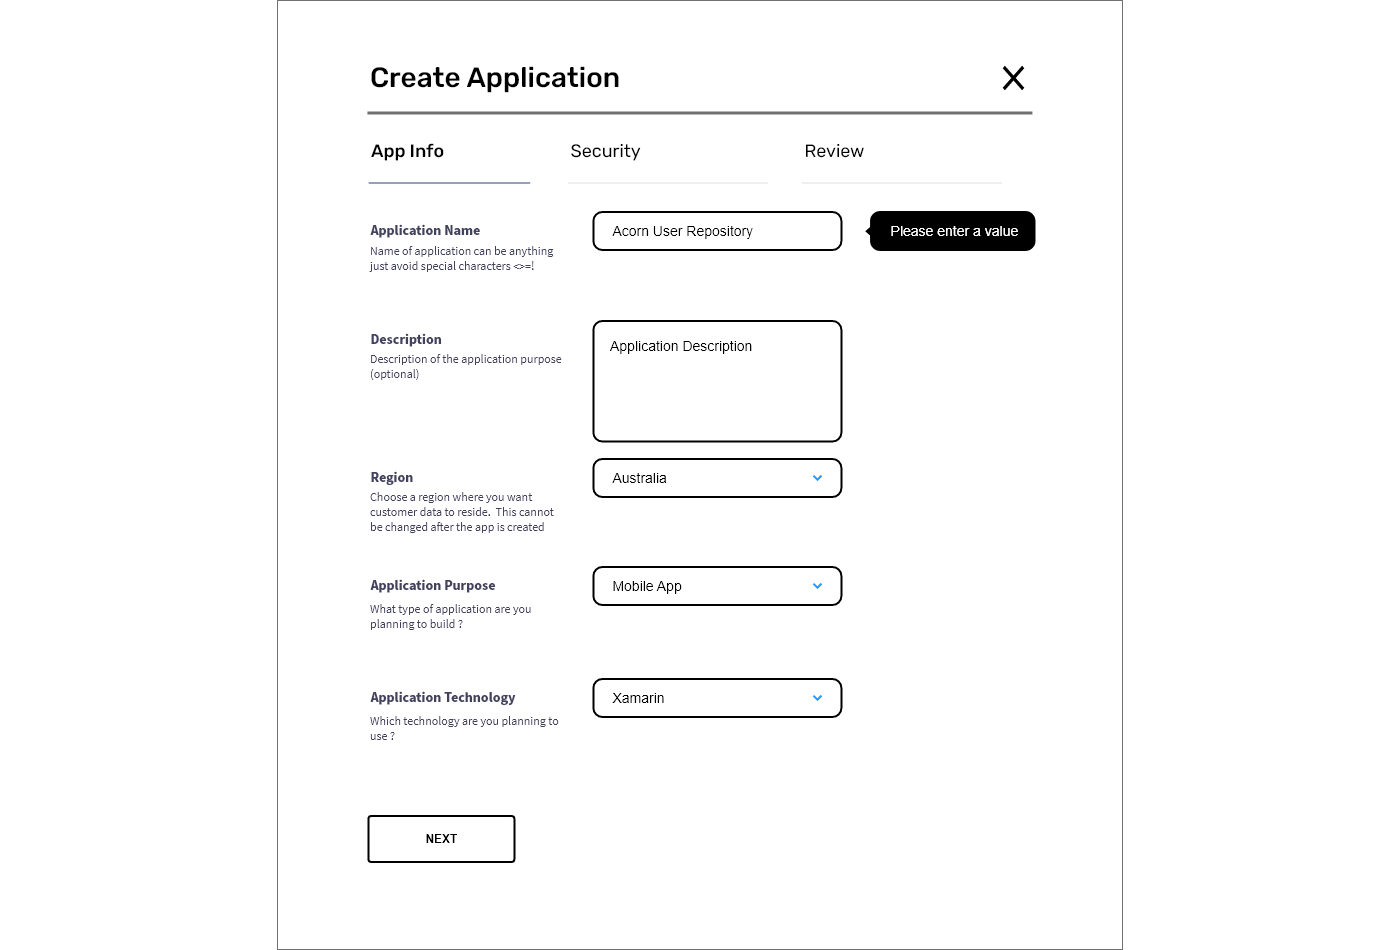 Create Application
App Info
Security
Review
Application Name
Name of application can be anything
just avoid special characters <>=!
Acorn User Repository
Please enter a value
Description
Description of the application purpose
(optional)
Application Description
Region
Choose a region where you want
customer data to reside.  This cannot
be changed after the app is created
Australia
Application Purpose
What type of application are you
planning to build ?
Mobile App
Application Technology
Which technology are you planning to
use ?
Xamarin
NEXT